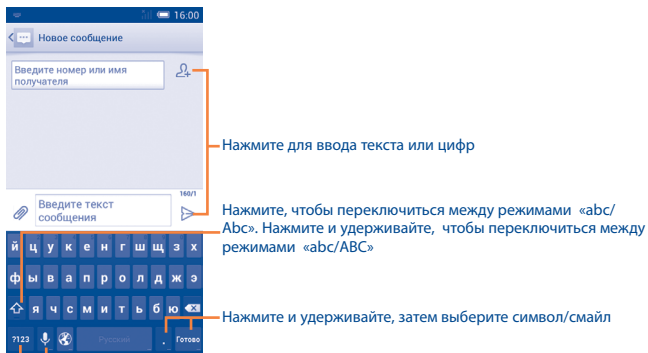 16:00
Новое сообщение
Введите номер или имя
получателя
Нажмите для ввода текста или цифр
160/1
Введите текст
сообщения
Нажмите, чтобы переключиться между режимами «abc/
Abc». Нажмите и удерживайте, чтобы переключиться между
режимами «abc/ABC»
й ц у к е н г ш щ з х
ф ы в а п р о л д ж э
я ч с м и т ь б ю
Нажмите и удерживайте, затем выберите символ/смайл
?123 Русский . Готово